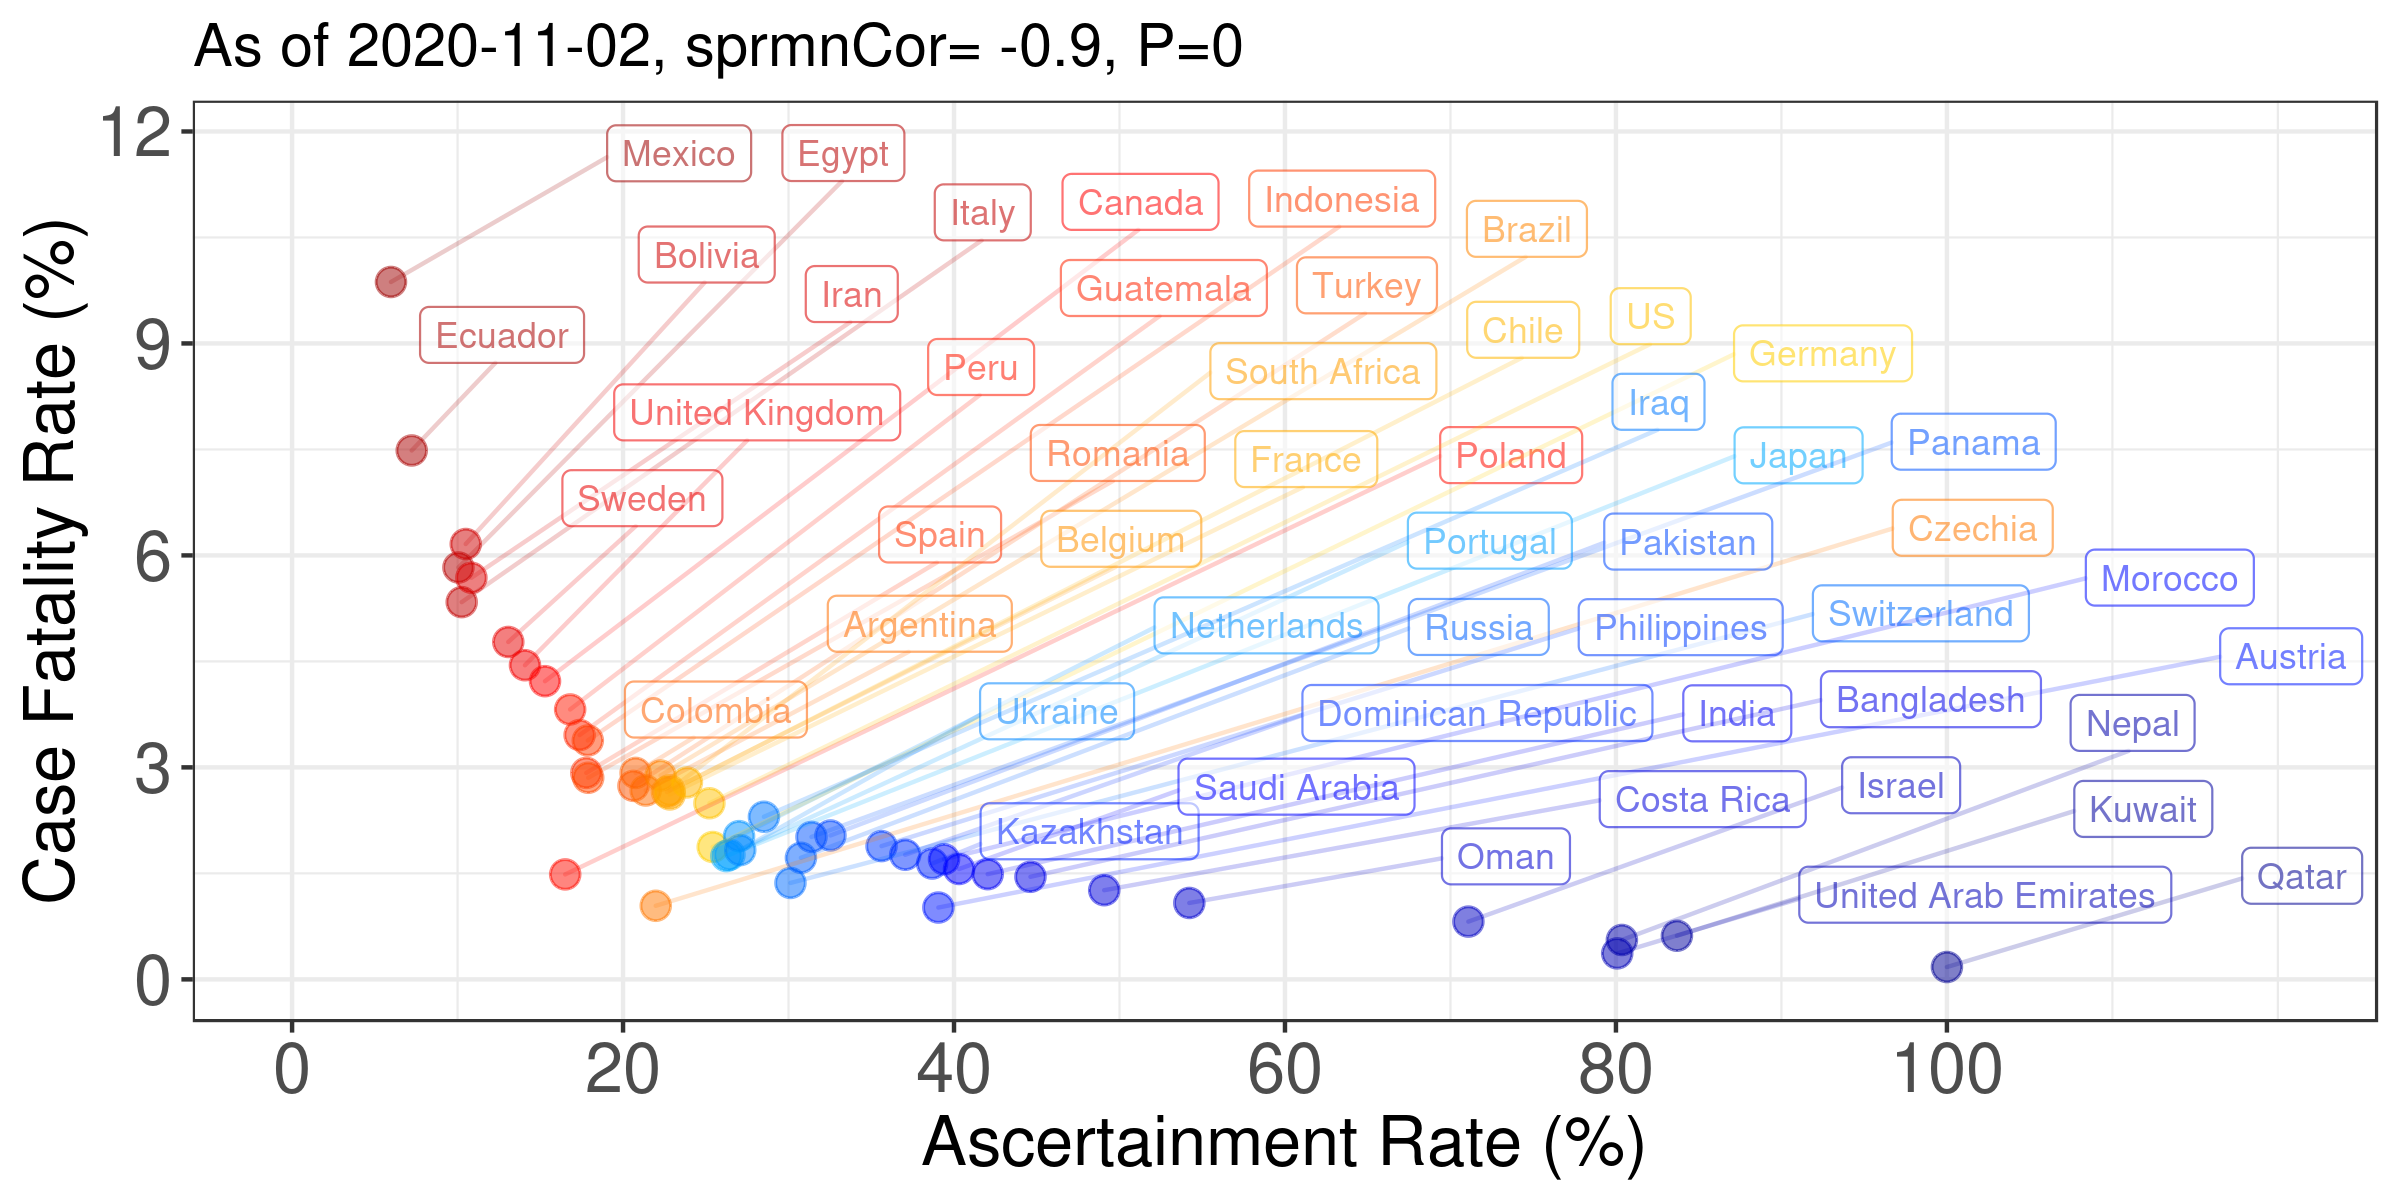 As of 2020-11-02, sprmnCor= -0.9, P=0
Case Fatality Rate (%)
12
9
6
3
0
Mexico
Egypt
Italy
Canada
Indonesia
Brazil
Bolivia
Iran
Guatemala
Turkey
Chile
US
Ecuador
Peru
South Africa
Germany
United Kingdom
Iraq
Romania
France
Poland
Japan
Panama
Sweden
Spain
Belgium
Portugal
Pakistan
Czechia
Morocco
Argentina
Netherlands
Russia
Philippines
Switzerland
Austria
Colombia
Ukraine
Dominican Republic
India
Bangladesh
Nepal
Saudi Arabia
Costa Rica
Israel
Kuwait
Kazakhstan
Oman
United Arab Emirates
Qatar
0
20
40
60
80
100
Ascertainment Rate (%)